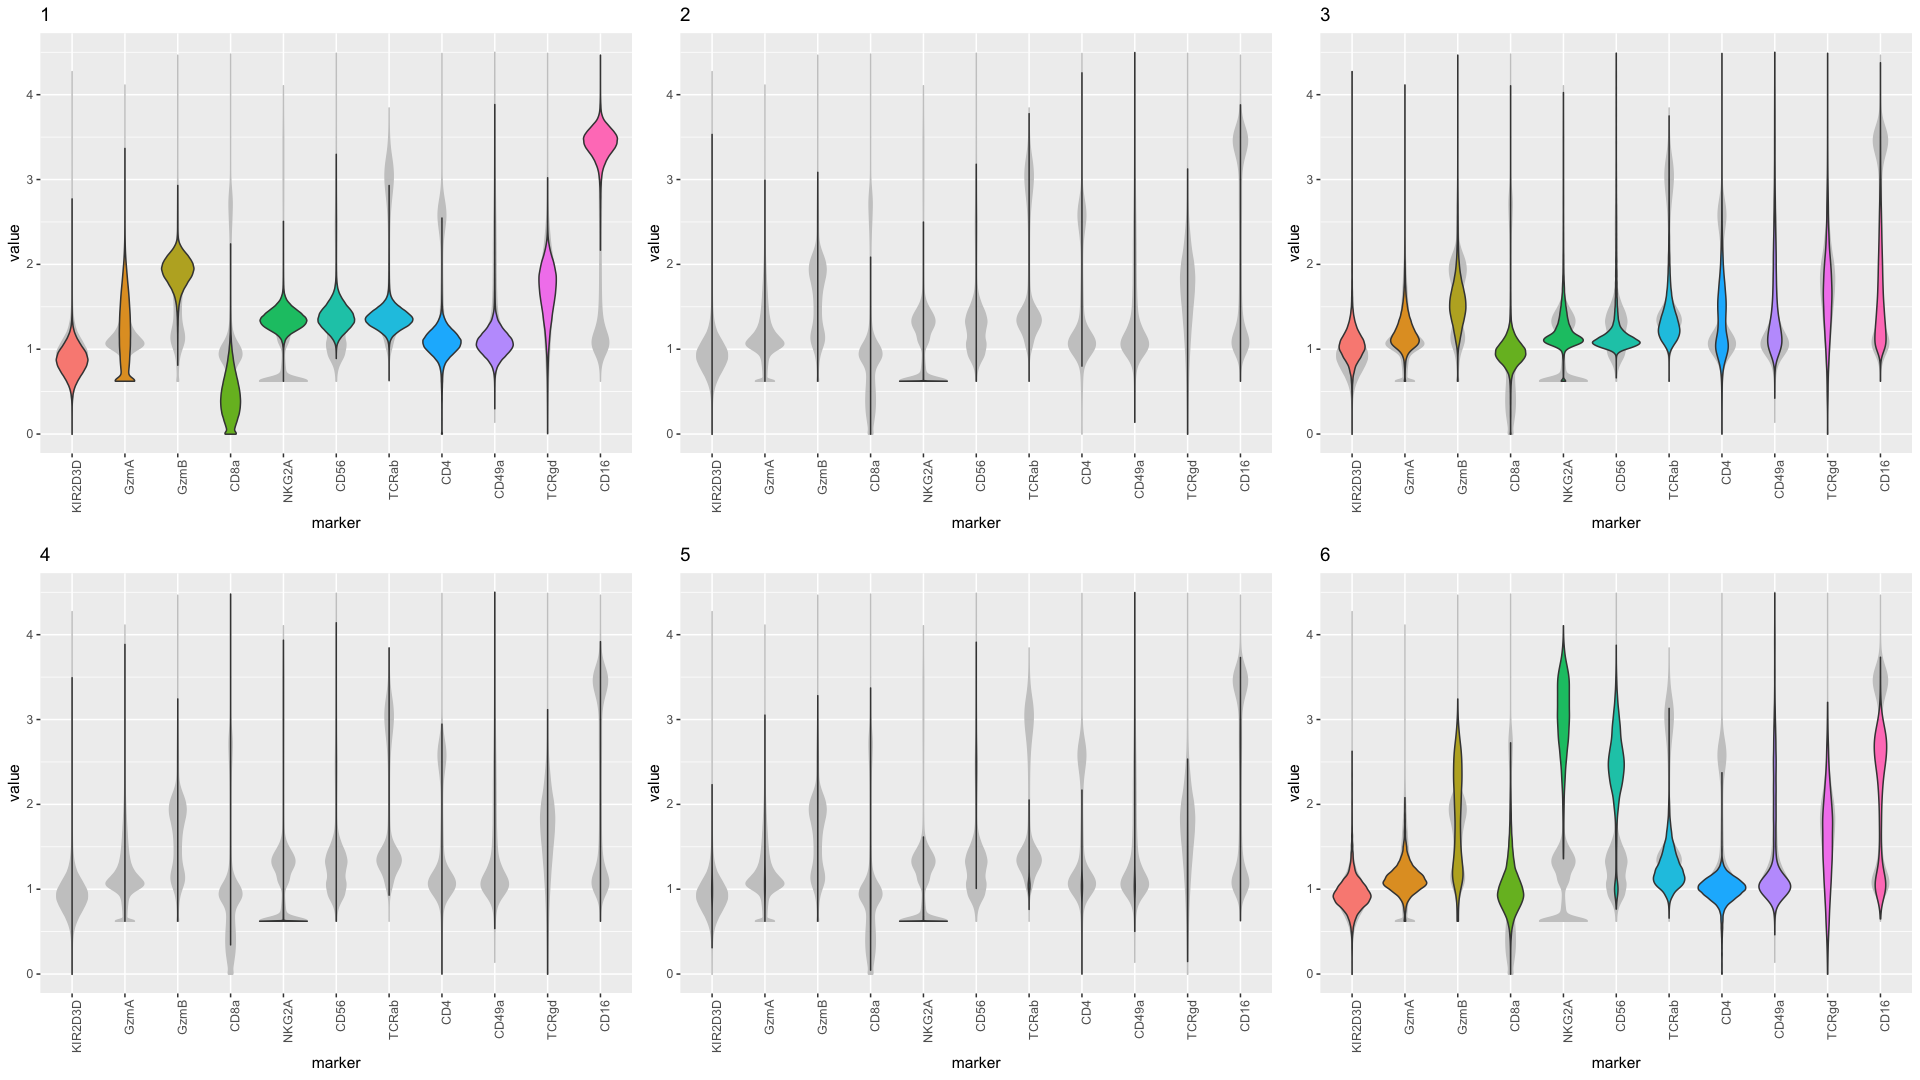 1
value
4
3
2
1
0
KIR2D3D GzmA GzmB CD8a NKG2A CD56 TCRab CD4 CD49a TCRgd CD16
marker
2
value
4
3
2
1
0
KIR2D3D GzmA GzmB CD8a NKG2A CD56 TCRab CD4 CD49a TCRgd CD16
marker
3
value
4
3
2
1
0
KIR2D3D GzmA GzmB CD8a NKG2A CD56 TCRab CD4 CD49a TCRgd CD16
marker
4
value
4
3
2
1
0
KIR2D3D GzmA GzmB CD8a NKG2A CD56 TCRab CD4 CD49a TCRgd CD16
marker
5
value
4
3
2
1
0
KIR2D3D GzmA GzmB CD8a NKG2A CD56 TCRab CD4 CD49a TCRgd CD16
marker
6
value
4
3
2
1
0
KIR2D3D GzmA GzmB CD8a NKG2A CD56 TCRab CD4 CD49a TCRgd CD16
marker